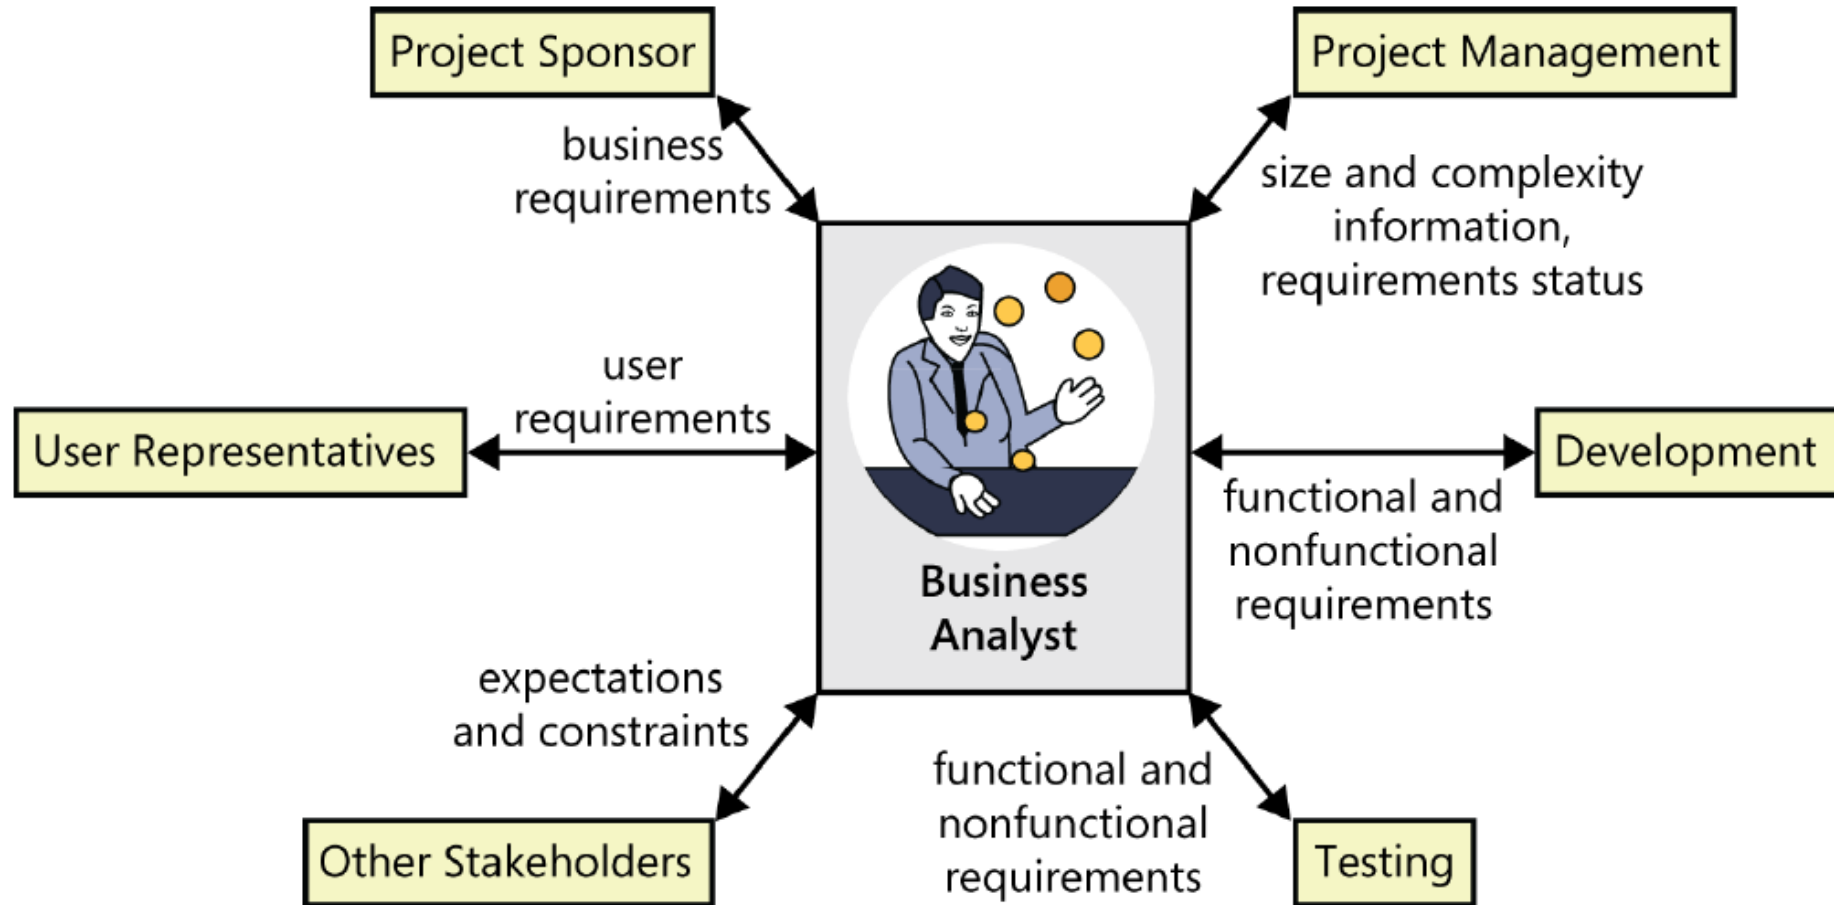 Project Sponsor
Project Management
business
requirements
size and complexity
information,
requirements status
user
requirements
User Representatives
Development
functional and
nonfunctional
requirements
Business
Analyst
expectations
and constraints
functional and
nonfunctional
requirements
Other Stakeholders
Testing